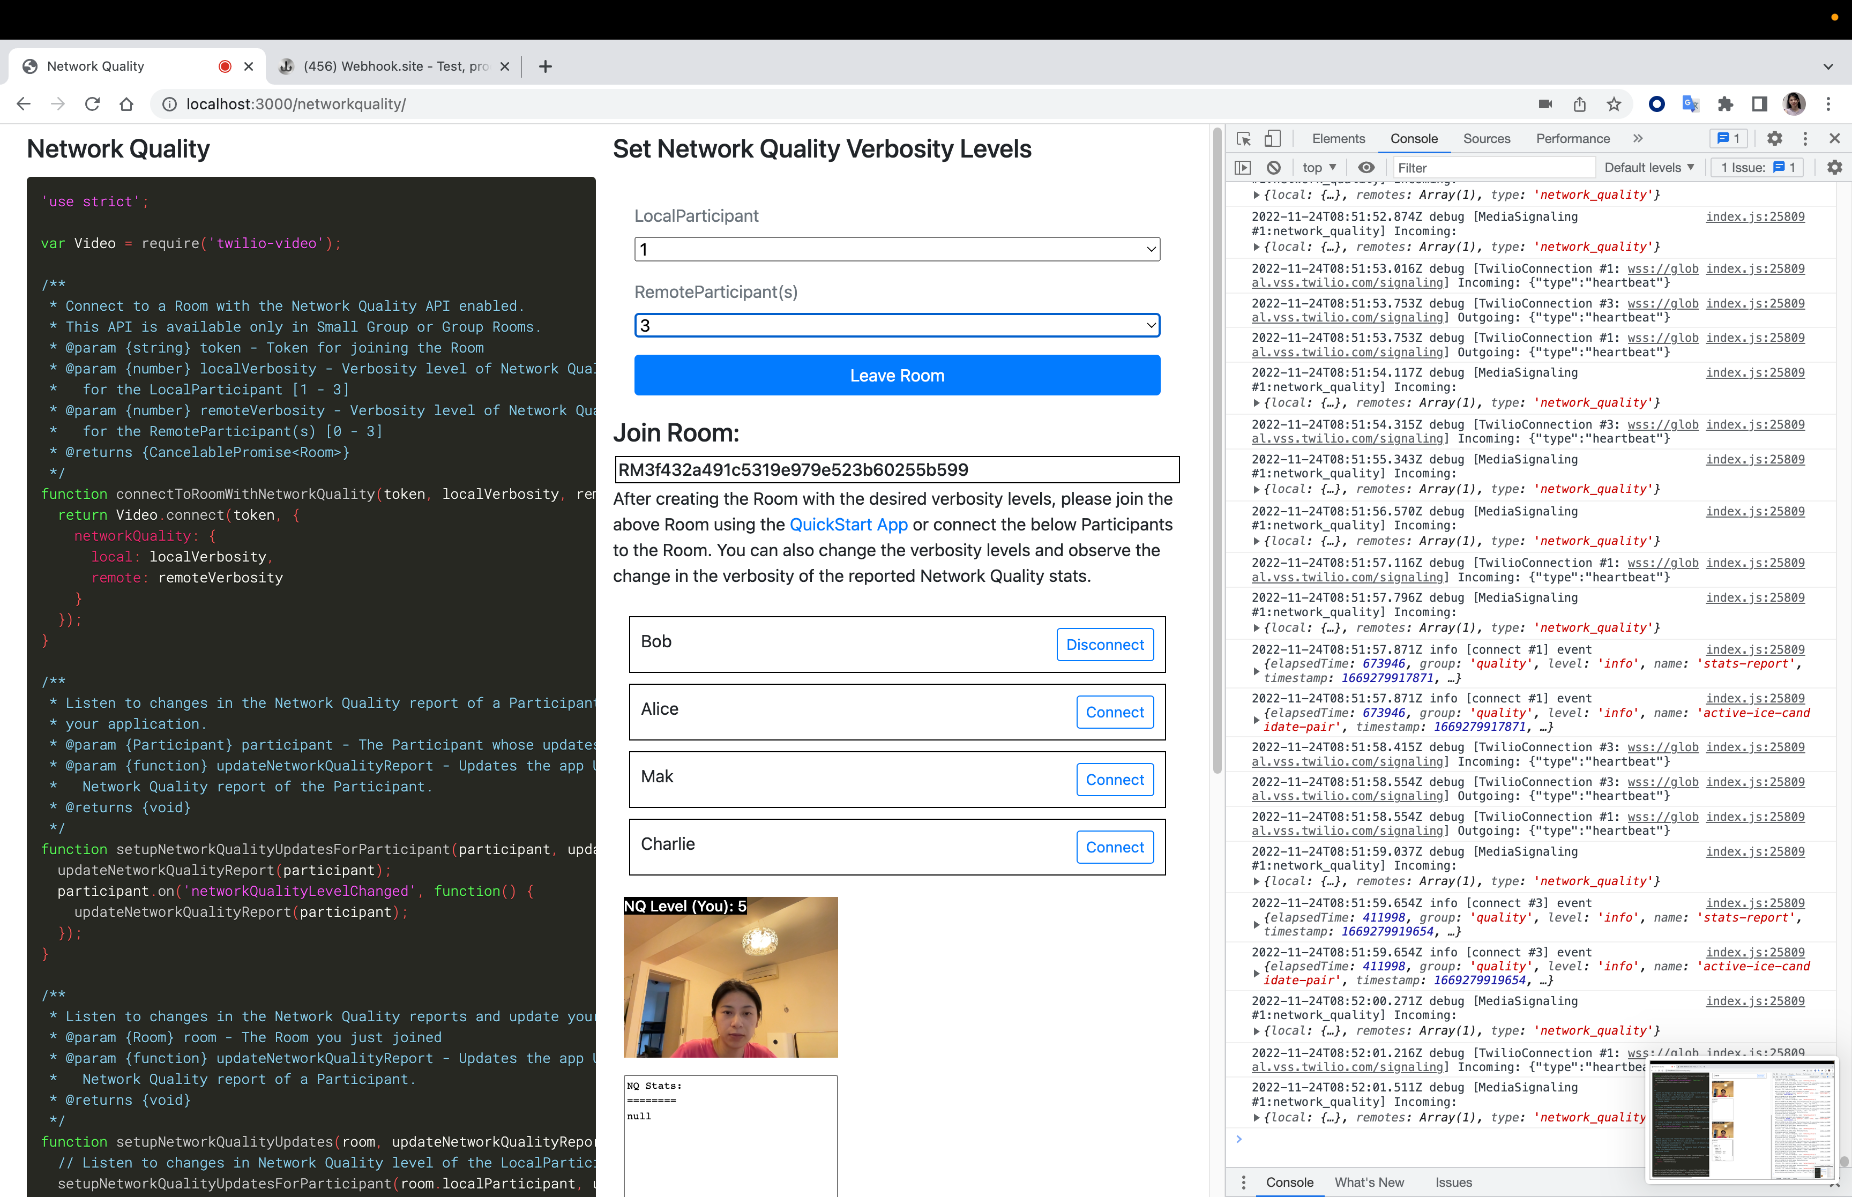 Network Quality
(456) Webhook.site - Test, pro
localhost:3000/networkquality/
Network Quality
'use strict';
var Video = require('twilio-video');
/**
* Connect to a Room with the Network Quality API enabled.
* This API is available only in Small Group or Group Rooms.
* @param {string} token - Token for joining the Room
* @param {number} localVerbosity - Verbosity level of Network Qual
*   for the LocalParticipant [1 - 3]
* @param {number} remoteVerbosity - Verbosity level of Network Qua
*   for the RemoteParticipant(s) [0 - 3]
* @returns {CancelablePromise<Room>}
*/
function connectToRoomWithNetworkQuality(token, localVerbosity, rem
return Video.connect(token, {
networkQuality: {
local: localVerbosity,
remote: remoteVerbosity
}
});
}
/**
* Listen to changes in the Network Quality report of a Participant
* your application.
* @param {Participant} participant - The Participant whose updates
* @param {function} updateNetworkQualityReport - Updates the app U
*   Network Quality report of the Participant.
* @returns {void}
*/
function setupNetworkQualityUpdatesForParticipant(participant, upda
updateNetworkQualityReport(participant);
participant.on('networkQualityLevelChanged', function() {
updateNetworkQualityReport(participant);
});
}
/**
* Listen to changes in the Network Quality reports and update your
* @param {Room} room - The Room you just joined
* @param {function} updateNetworkQualityReport - Updates the app U
*   Network Quality report of a Participant.
* @returns {void}
*/
function setupNetworkQualityUpdates(room, updateNetworkQualityRepor
// Listen to changes in Network Quality level of the LocalPartici
setupNetworkQualityUpdatesForParticipant(room.localParticipant, u
Set Network Quality Verbosity Levels
LocalParticipant
1
RemoteParticipant(s)
3
Leave Room
Join Room:
RM3f432a491c5319e979e523b60255b599
After creating the Room with the desired verbosity levels, please join the
above Room using the QuickStart App or connect the below Participants
to the Room. You can also change the verbosity levels and observe the
change in the verbosity of the reported Network Quality stats.
Bob Disconnect
Alice Connect
Mak Connect
Charlie Connect
NQ Level (You): 5
NQ Stats:
========
null
Elements Console Sources Performance » 1
top Filter Default levels 1 Issue: 1
#1:network_quality] Incoming:
{local: {…}, remotes: Array(1), type: 'network_quality'}
2022-11-24T08:51:52.874Z debug [MediaSignaling index.js:25809
#1:network_quality] Incoming:
{local: {…}, remotes: Array(1), type: 'network_quality'}
2022-11-24T08:51:53.016Z debug [TwilioConnection #1: wss://glob index.js:25809
al.vss.twilio.com/signaling] Incoming: {"type":"heartbeat"}
2022-11-24T08:51:53.753Z debug [TwilioConnection #3: wss://glob index.js:25809
al.vss.twilio.com/signaling] Outgoing: {"type":"heartbeat"}
2022-11-24T08:51:53.753Z debug [TwilioConnection #1: wss://glob index.js:25809
al.vss.twilio.com/signaling] Outgoing: {"type":"heartbeat"}
2022-11-24T08:51:54.117Z debug [MediaSignaling index.js:25809
#1:network_quality] Incoming:
{local: {…}, remotes: Array(1), type: 'network_quality'}
2022-11-24T08:51:54.315Z debug [TwilioConnection #3: wss://glob index.js:25809
al.vss.twilio.com/signaling] Incoming: {"type":"heartbeat"}
2022-11-24T08:51:55.343Z debug [MediaSignaling index.js:25809
#1:network_quality] Incoming:
{local: {…}, remotes: Array(1), type: 'network_quality'}
2022-11-24T08:51:56.570Z debug [MediaSignaling index.js:25809
#1:network_quality] Incoming:
{local: {…}, remotes: Array(1), type: 'network_quality'}
2022-11-24T08:51:57.116Z debug [TwilioConnection #1: wss://glob index.js:25809
al.vss.twilio.com/signaling] Incoming: {"type":"heartbeat"}
2022-11-24T08:51:57.796Z debug [MediaSignaling index.js:25809
#1:network_quality] Incoming:
{local: {…}, remotes: Array(1), type: 'network_quality'}
2022-11-24T08:51:57.871Z info [connect #1] event index.js:25809
{elapsedTime: 673946, group: 'quality', level: 'info', name: 'stats-report',
timestamp: 1669279917871, …}
2022-11-24T08:51:57.871Z info [connect #1] event index.js:25809
{elapsedTime: 673946, group: 'quality', level: 'info', name: 'active-ice-cand
idate-pair', timestamp: 1669279917871, …}
2022-11-24T08:51:58.415Z debug [TwilioConnection #3: wss://glob index.js:25809
al.vss.twilio.com/signaling] Incoming: {"type":"heartbeat"}
2022-11-24T08:51:58.554Z debug [TwilioConnection #3: wss://glob index.js:25809
al.vss.twilio.com/signaling] Outgoing: {"type":"heartbeat"}
2022-11-24T08:51:58.554Z debug [TwilioConnection #1: wss://glob index.js:25809
al.vss.twilio.com/signaling] Outgoing: {"type":"heartbeat"}
2022-11-24T08:51:59.037Z debug [MediaSignaling index.js:25809
#1:network_quality] Incoming:
{local: {…}, remotes: Array(1), type: 'network_quality'}
2022-11-24T08:51:59.654Z info [connect #3] event index.js:25809
{elapsedTime: 411998, group: 'quality', level: 'info', name: 'stats-report',
timestamp: 1669279919654, …}
2022-11-24T08:51:59.654Z info [connect #3] event index.js:25809
{elapsedTime: 411998, group: 'quality', level: 'info', name: 'active-ice-cand
idate-pair', timestamp: 1669279919654, …}
2022-11-24T08:52:00.271Z debug [MediaSignaling index.js:25809
#1:network_quality] Incoming:
{local: {…}, remotes: Array(1), type: 'network_quality'}
2022-11-24T08:52:01.216Z debug [TwilioConnection #1: wss://glob index.js:25809
al.vss.twilio.com/signaling] Incoming: {"type":"heartbeat"}
2022-11-24T08:52:01.511Z debug [MediaSignaling
#1:network_quality] Incoming:
{local: {…}, remotes: Array(1), type: 'network_quality
Console What's New Issues